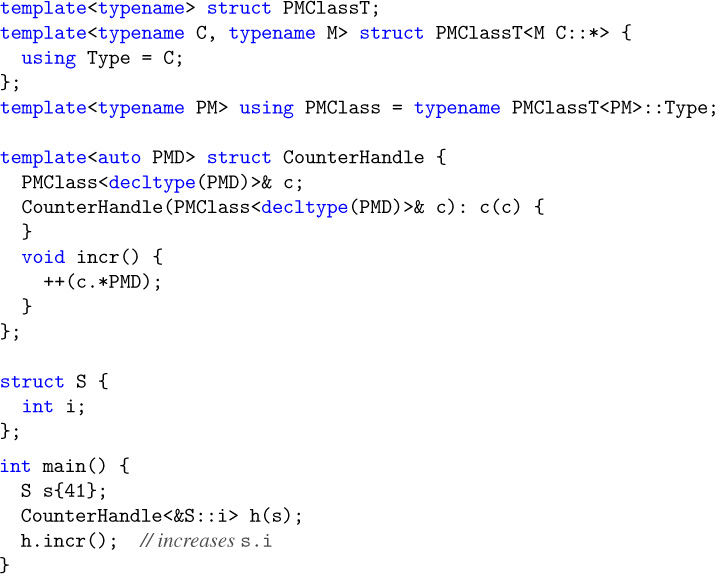 template<typename> struct PMClassT;
template<typename C, typename M> struct PMClassT<M C::*> {
  using Type = C;
};
template<typename PM> using PMClass = typename PMClassT<PM>::Type;

template<auto PMD> struct CounterHandle {
  PMClass<decltype(PMD)>& c;
  CounterHandle(PMClass<decltype(PMD)>& c): c(c) {
  }
  void incr() {
    ++(c.*PMD);
  }
};

struct S {
  int i;
};
int main() {
  S s{41};
  CounterHandle<&S::i> h(s);
  h.incr();  // increases s.i
}